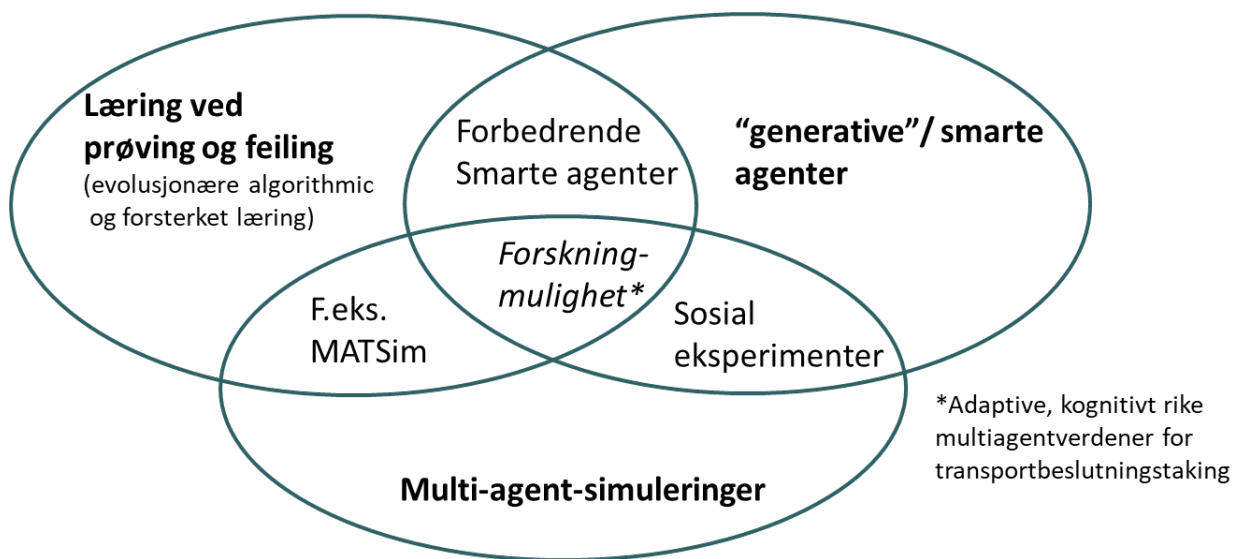 Læring ved
prøving og feiling
(evolusjonære algorithmic
og forsterket læring)
Forbedrende
Smarte agenter
“generative”/ smarte
agenter
Forskning-
mulighet*
F.eks.
MATSim
Sosial
eksperimenter
*Adaptive, kognitivt rike
multiagentverdener for
transportbeslutningstaking
Multi-agent-simuleringer